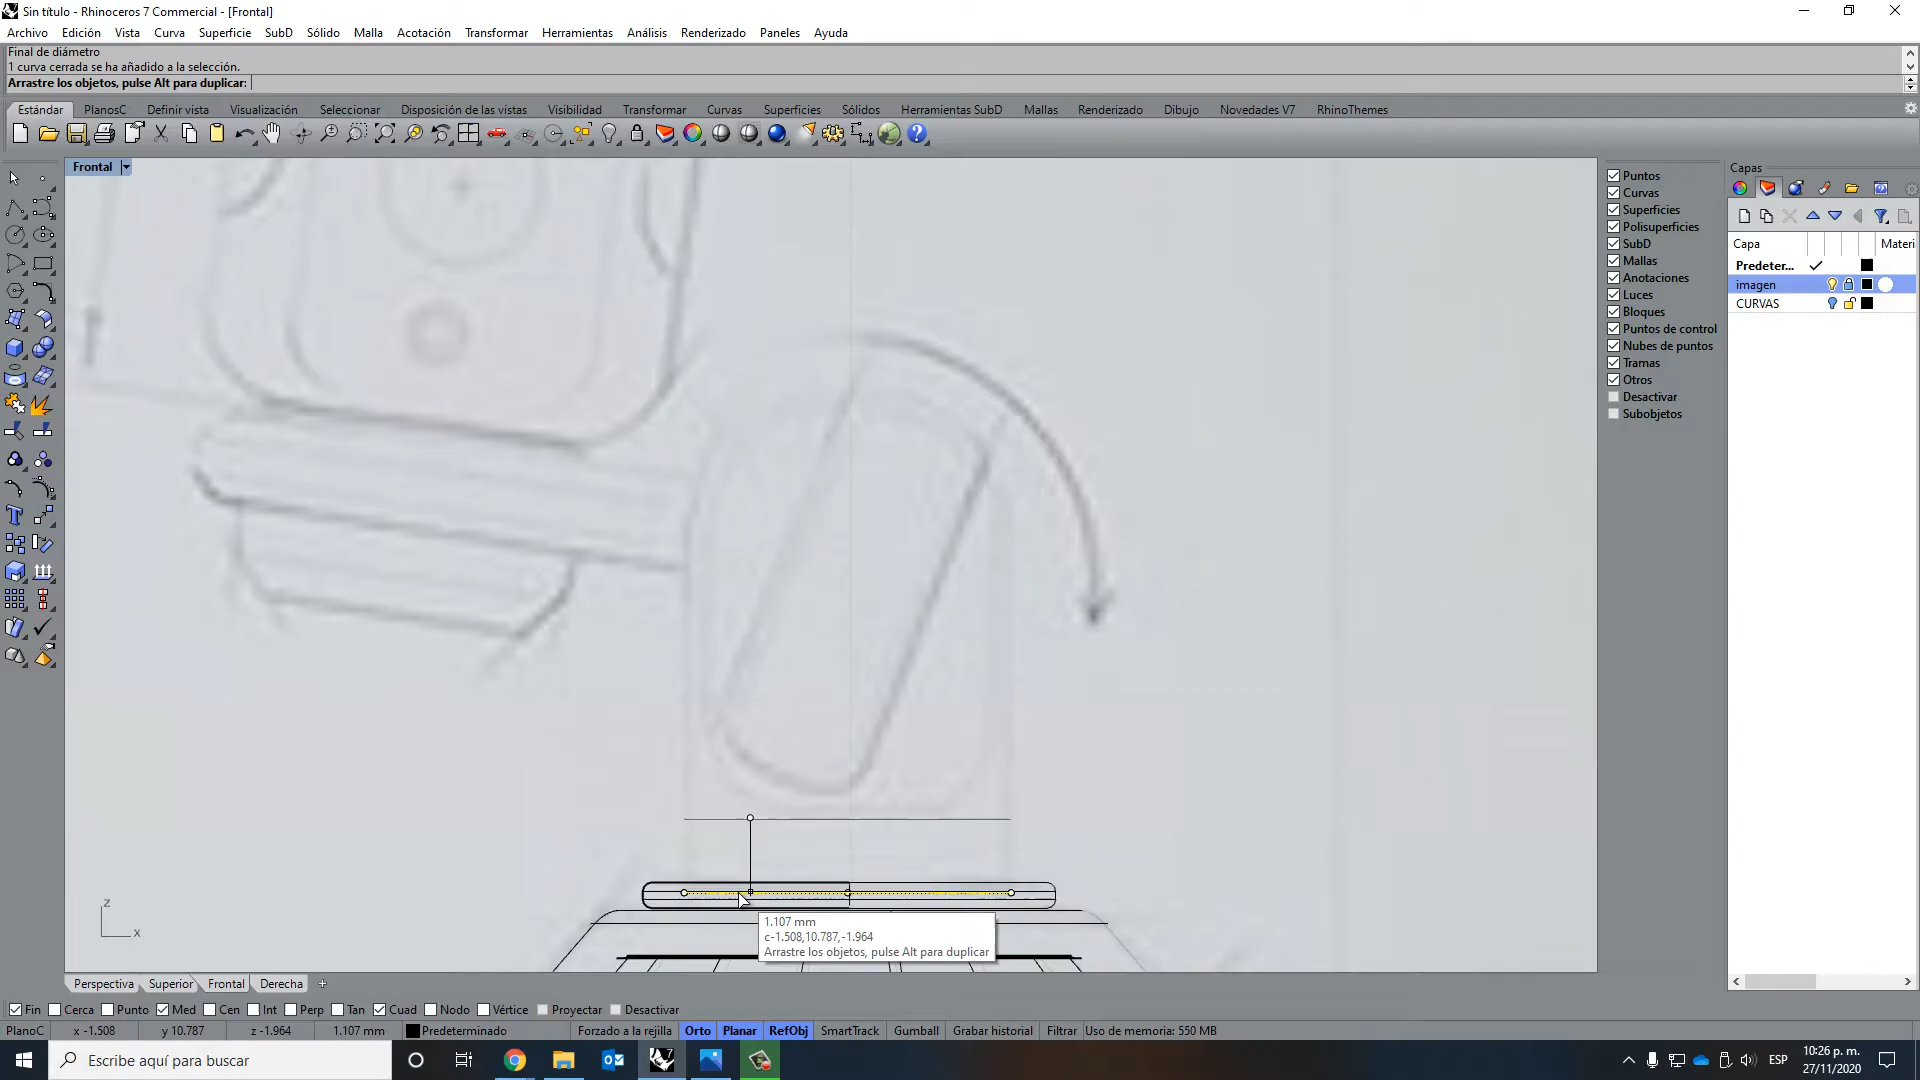 Sin título - Rhinoceros 7 Commercial - [Frontal]
Archivo Edición Vista Curva Superficie SubD Sólido Malla Acotación Transformar Herramientas Análisis Renderizado Paneles Ayuda
Final de diámetro
1 curva cerrada se ha añadido a la selección.
Arrastre los objetos, pulse Alt para duplicar:
Estándar PlanosC Definir vista Visualización Seleccionar Disposición de las vistas Visibilidad Transformar Curvas Superficies Sólidos Herramientas SubD Mallas Renderizado Dibujo Novedades V7 RhinoThemes
Frontal
Puntos
Curvas
Superficies
Polisuperficies
SubD
Mallas
Anotaciones
Luces
Bloques
Puntos de control
Nubes de puntos
Tramas
Otros
Desactivar
Subobjetos
Capas
Capa Materi
Predeter...
imagen
CURVAS
1.107 mm
c-1.508,10.787,-1.964
Arrastre los objetos, pulse Alt para duplicar
z
x
Perspectiva Superior Frontal Derecha
Fin Cerca Punto Med Cen Int Perp Tan Cuad Nodo Vértice Proyectar Desactivar
PlanoC x -1.508 y 10.787 z -1.964 1.107 mm Predeterminado Forzado a la rejilla Orto Planar RefObj SmartTrack Gumball Grabar historial Filtrar Uso de memoria: 550 MB
Escribe aquí para buscar
ESP
10:26 p. m.
27/11/2020